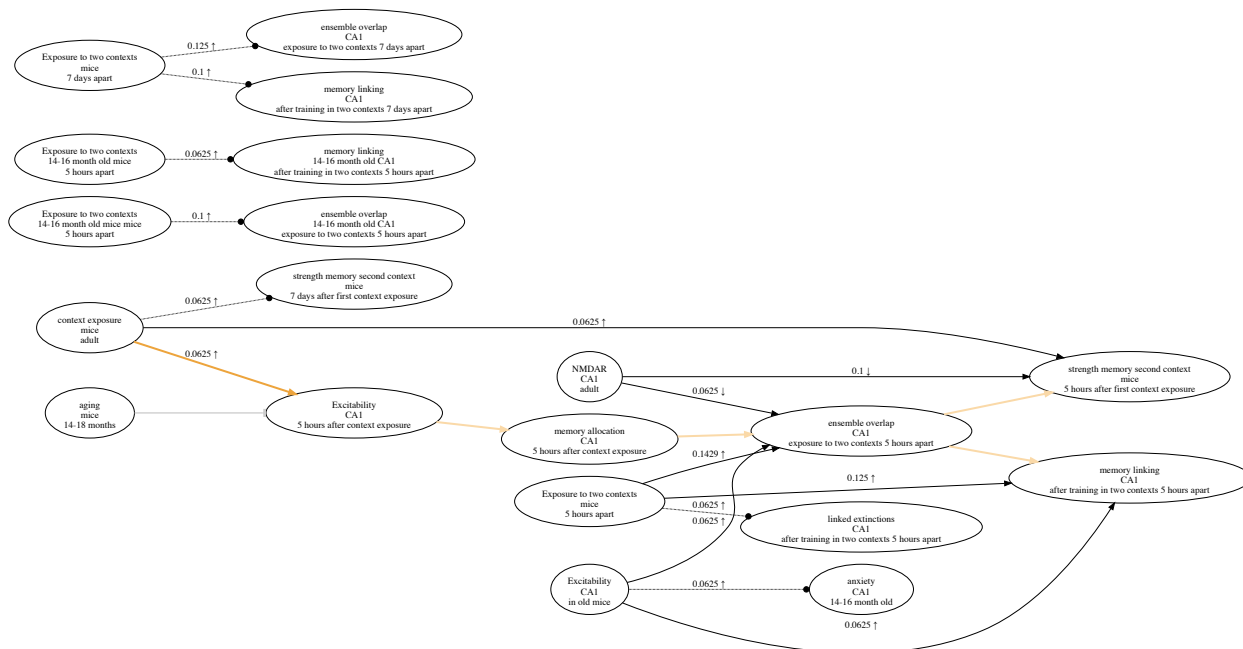 ensemble overlap
CA1
exposure to two contexts 7 days apart
0.125 ↑
Exposure to two contexts
mice
7 days apart
0.1 ↑
memory linking
CA1
after training in two contexts 7 days apart
Exposure to two contexts
14-16 month old mice
5 hours apart
0.0625 ↑
memory linking
14-16 month old CA1
after training in two contexts 5 hours apart
Exposure to two contexts
14-16 month old mice mice
5 hours apart
0.1 ↑
ensemble overlap
14-16 month old CA1
exposure to two contexts 5 hours apart
strength memory second context
mice
7 days after first context exposure
0.0625 ↑
context exposure
mice
adult
0.0625 ↑
0.0625 ↑
NMDAR
CA1
adult
0.1 ↓
0.0625 ↓
strength memory second context
mice
5 hours after first context exposure
aging
mice
14-18 months
Excitability
CA1
5 hours after context exposure
memory allocation
CA1
5 hours after context exposure
ensemble overlap
CA1
exposure to two contexts 5 hours apart
0.1429 ↑
0.125 ↑
memory linking
CA1
after training in two contexts 5 hours apart
Exposure to two contexts
mice
5 hours apart
0.0625 ↑
0.0625 ↑
linked extinctions
CA1
after training in two contexts 5 hours apart
Excitability
CA1
in old mice
0.0625 ↑
anxiety
CA1
14-16 month old
0.0625 ↑